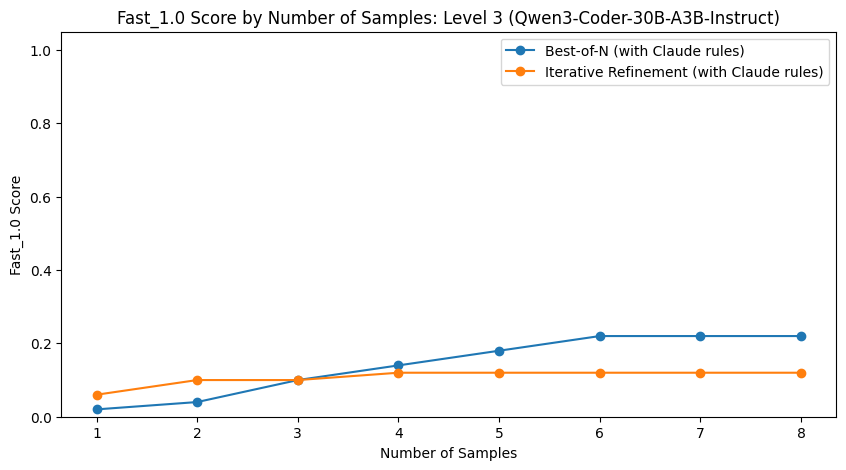 Fast_1.0 Score by Number of Samples: Level 3 (Qwen3-Coder-30B-A3B-Instruct)
Best-of-N (with Claude rules)
Iterative Refinement (with Claude rules)
1.0
0.8
0.6
0.4
0.2
0.0
Fast_1.0 Score
1 2 3 4 5 6 7 8
Number of Samples